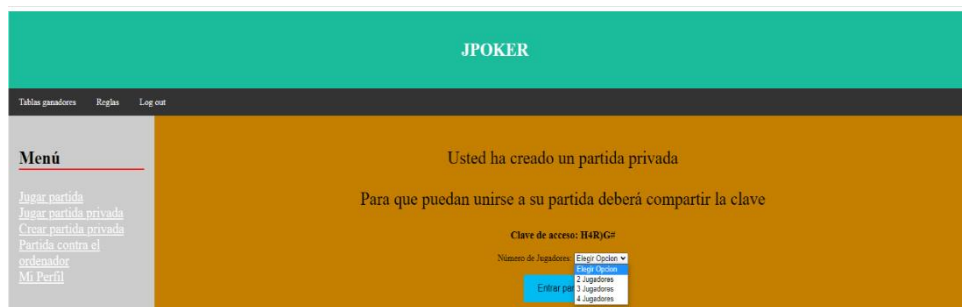 JPOKER
Tablas ganadores Reglas Log out
Menú
Jugar partida
Jugar partida privada
Crear partida privada
Partida contra el
ordenador
Mi Perfil
Usted ha creado un partida privada
Para que puedan unirse a su partida deberá compartir la clave
Clave de acceso: H4R)G#
Número de Jugadores: Elegir Opcion
Elegir Opcion
2 Jugadores
3 Jugadores
4 Jugadores
Entrar